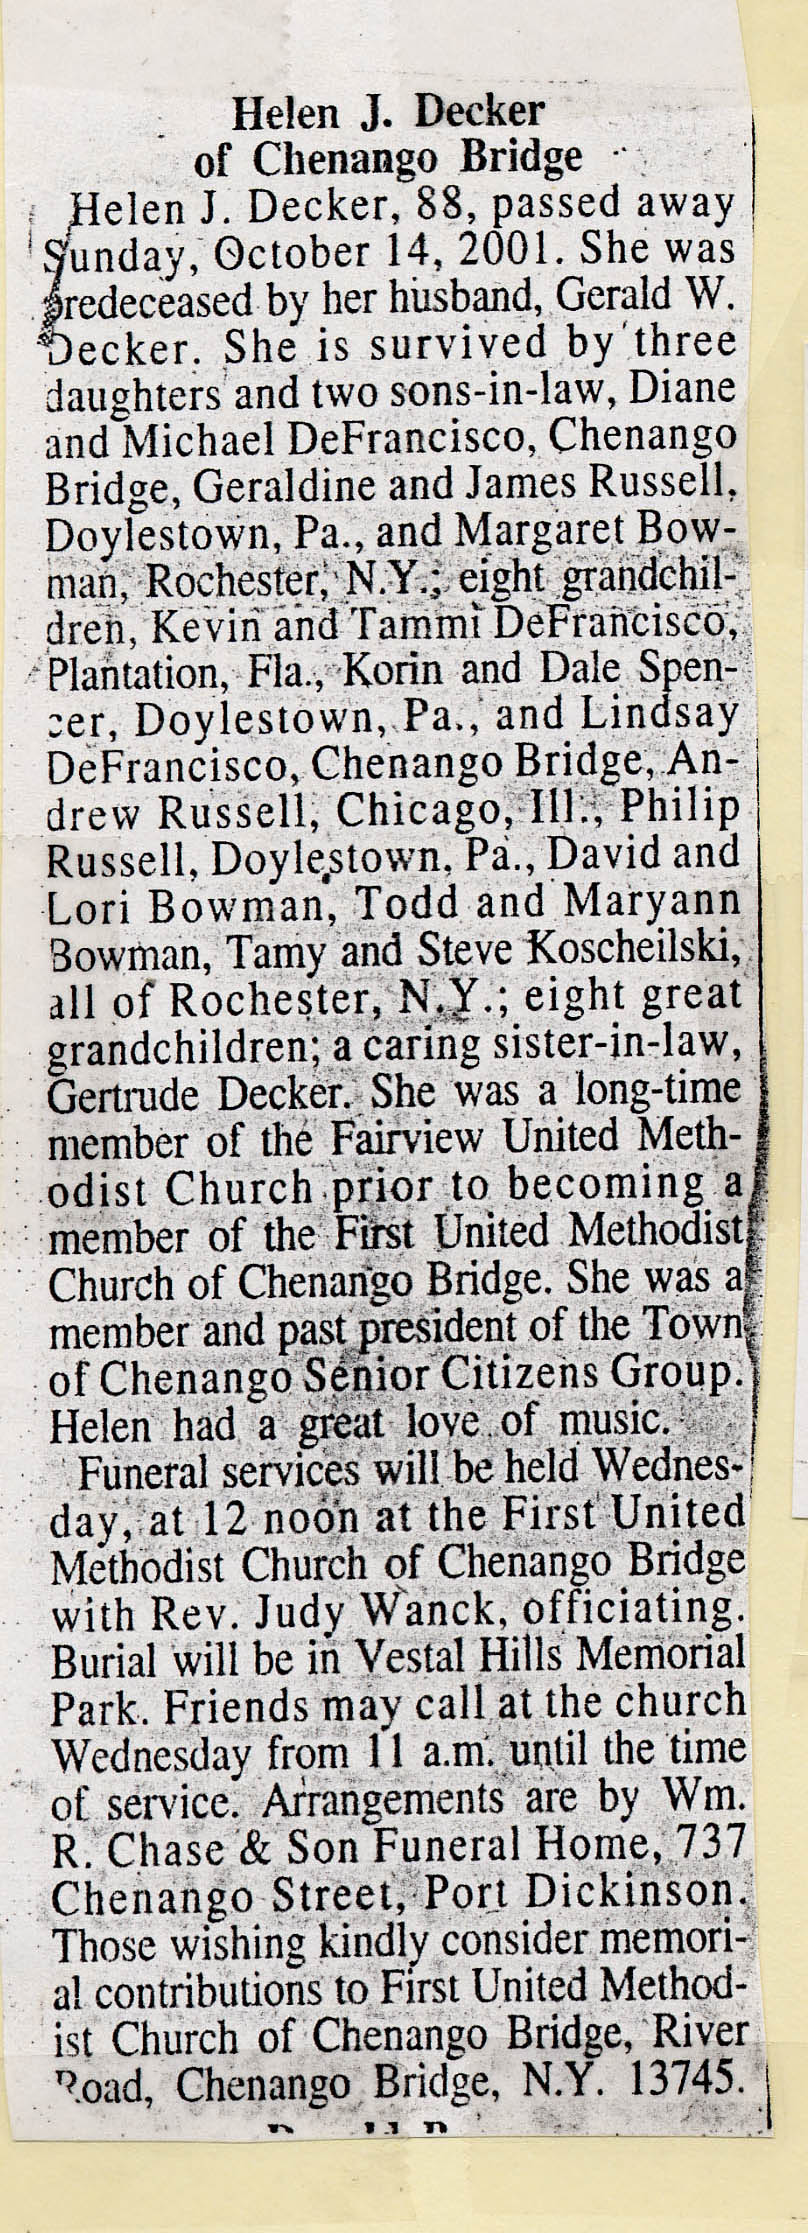 Helen J. Decker
of Chenango Bridge
Helen J. Decker, 88, passed away
Sunday, October 14, 2001. She was
predeceased by her husband, Gerald W.
Decker. She is survived by three
daughters and two sons-in-law, Diane
and Michael DeFrancisco, Chenango
Bridge, Geraldine and James Russell,
Doylestown, Pa., and Margaret Bow-
man, Rochester, N.Y.; eight grandchil-
dren, Kevin and Tammi DeFrancisco,
Plantation, Fla., Korin and Dale Spen-
cer, Doylestown, Pa., and Lindsay
DeFrancisco, Chenango Bridge, An-
drew Russell, Chicago, Ill., Philip
Russell, Doylestown, Pa., David and
Lori Bowman, Todd and Maryann
Bowman, Tamy and Steve Koscheilski,
all of Rochester, N.Y.; eight great
grandchildren; a caring sister-in-law,
Gertrude Decker. She was a long-time
member of the Fairview United Meth-
odist Church prior to becoming a
member of the First United Methodist
Church of Chenango Bridge. She was a
member and past president of the Town
of Chenango Senior Citizens Group.
Helen had a great love of music.
Funeral services will be held Wednes-
day, at 12 noon at the First United
Methodist Church of Chenango Bridge
with Rev. Judy Wanck, officiating.
Burial will be in Vestal Hills Memorial
Park. Friends may call at the church
Wednesday from 11 a.m. until the time
of service. Arrangements are by Wm.
R. Chase & Son Funeral Home, 737
Chenango Street, Port Dickinson.
Those wishing kindly consider memori-
al contributions to First United Method-
ist Church of Chenango Bridge, River
Road, Chenango Bridge, N.Y. 13745.